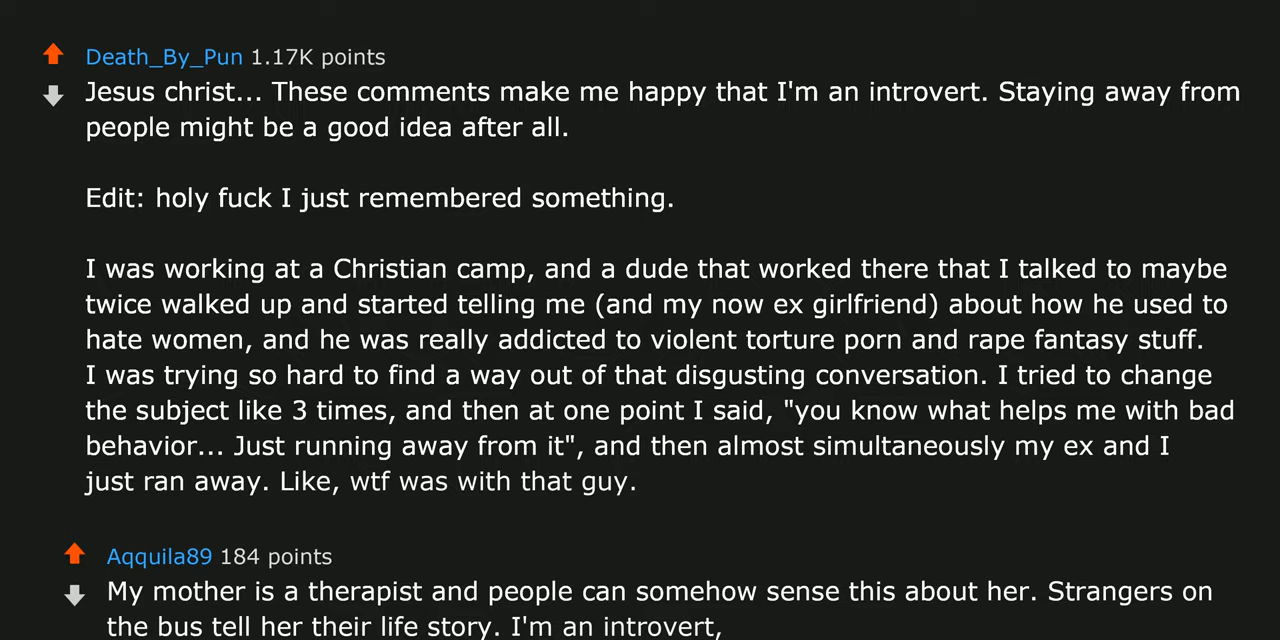 Death_By_Pun 1.17K points
Jesus christ... These comments make me happy that I'm an introvert. Staying away from
people might be a good idea after all.
Edit: holy fuck I just remembered something.
I was working at a Christian camp, and a dude that worked there that I talked to maybe
twice walked up and started telling me (and my now ex girlfriend) about how he used to
hate women, and he was really addicted to violent torture porn and rape fantasy stuff.
I was trying so hard to find a way out of that disgusting conversation. I tried to change
the subject like 3 times, and then at one point I said, "you know what helps me with bad
behavior... Just running away from it", and then almost simultaneously my ex and I
just ran away. Like, wtf was with that guy.
Aqquila89 184 points
My mother is a therapist and people can somehow sense this about her. Strangers on
the bus tell her their life story. I'm an introvert,